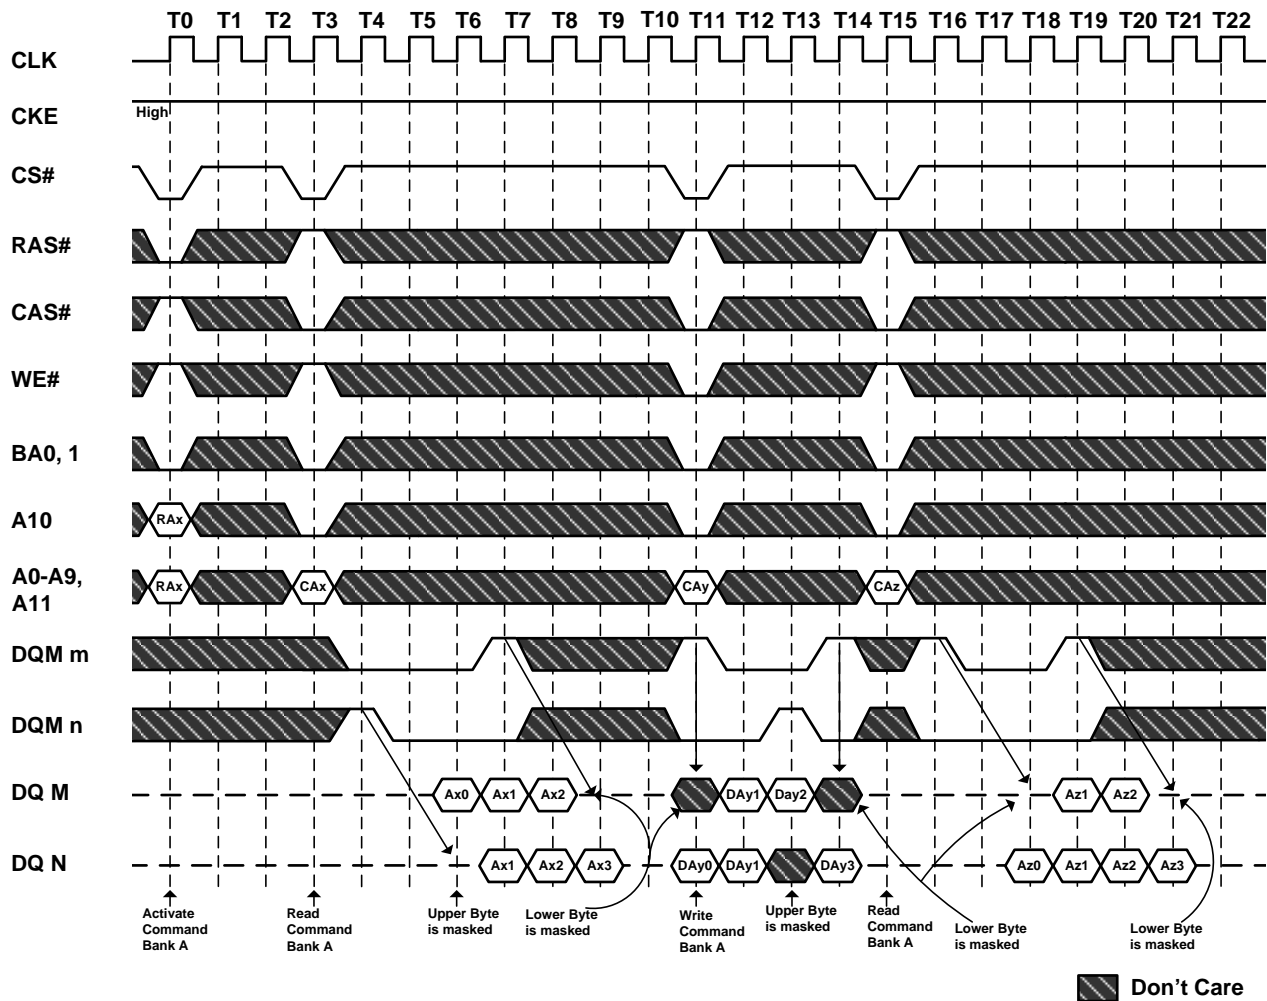 T0 T1 T2 T3 T4 T5 T6 T7 T8 T9 T10 T11 T12 T13 T14 T15 T16 T17 T18 T19 T20 T21 T22
CLK
CKE High
CS#
RAS#
CAS#
WE#
BA0, 1
A10 RAx
A0-A9,
A11
RAx CAx CAy CAz
DQM m
DQM n
DQ M Ax0 Ax1 Ax2 DAy1 Day2 Az1 Az2
DQ N Ax1 Ax2 Ax3 DAy0 DAy1 DAy3 Az0 Az1 Az2 Az3
Activate
Command
Bank A
Read
Command
Bank A
Upper Byte
is masked
Lower Byte
is masked
Write
Command
Bank A
Upper Byte
is masked
Read
Command
Bank A
Lower Byte
is masked
Lower Byte
is masked
Don't Care